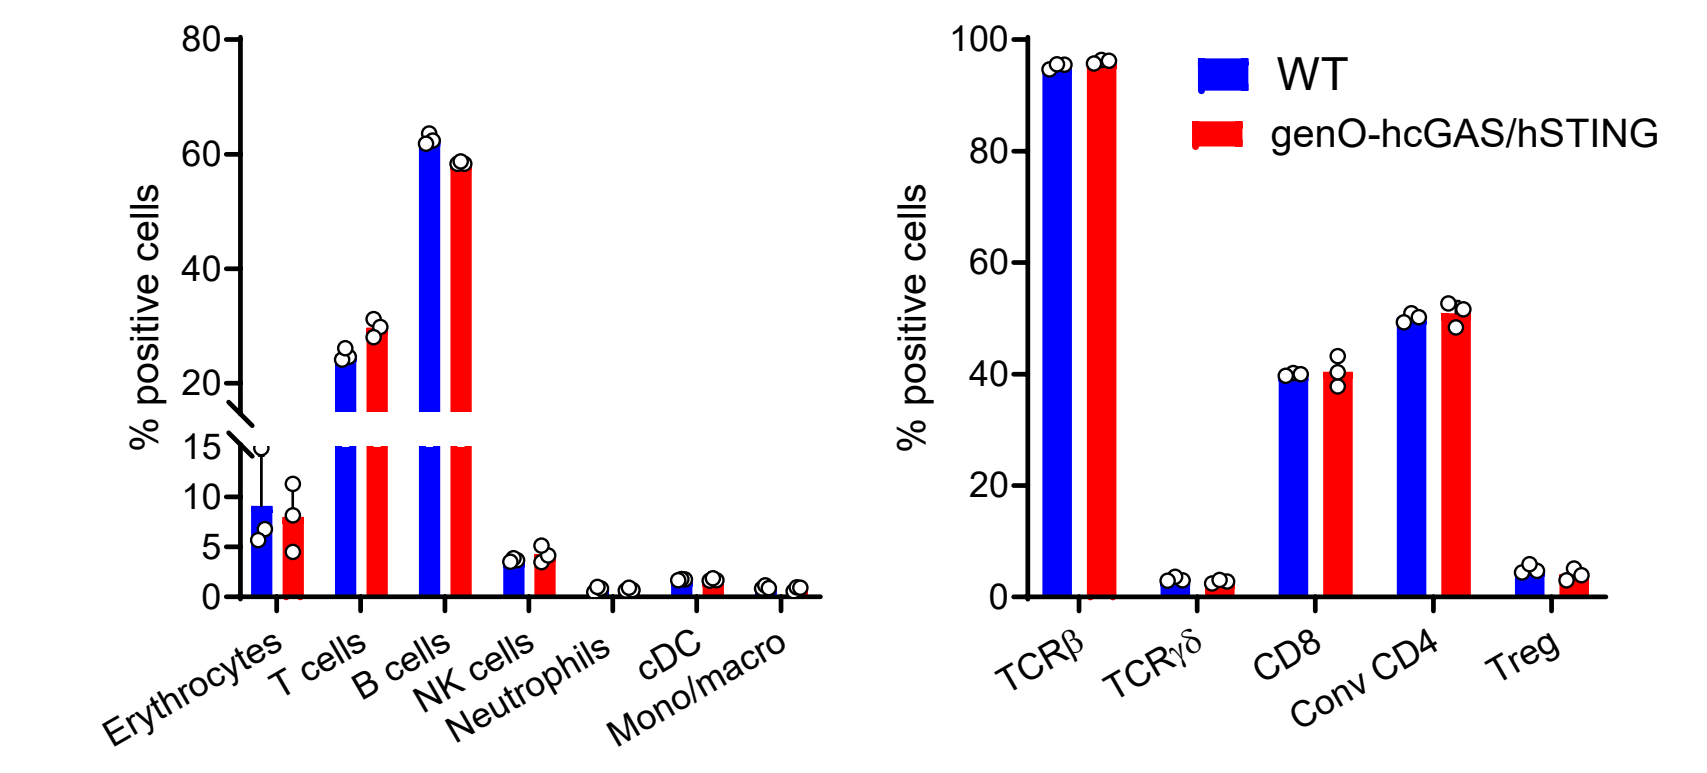 80
60
40
20
15
10
5
0
% positive cells
Erythrocytes
T cells
B cells
NK cells
Neutrophils
cDC
Mono/macro
100
80
60
40
20
0
% positive cells
WT
genO-hcGAS/hSTING
TCRβ
TCRγδ
CD8
Conv CD4
Treg